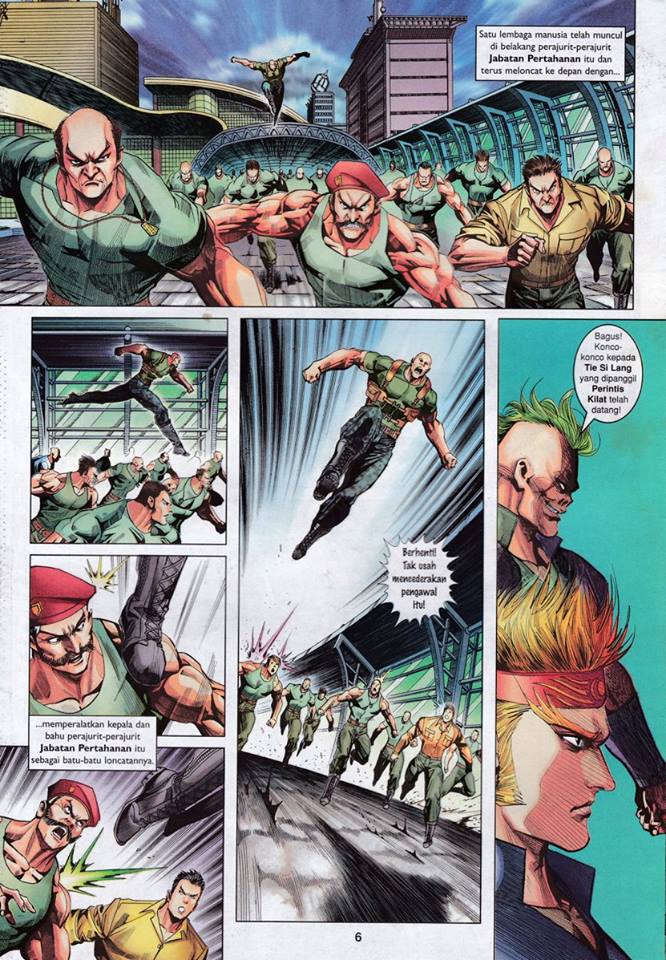 Satu lembaga manusia telah muncul
di belakang perajurit-perajurit
Jabatan Pertahanan itu dan
terus meloncat ke depan dengan...
...memperalatkan kepala dan
bahu perajurit-perajurit
Jabatan Pertahanan itu
sebagai batu-batu loncatannya.
Berhenti!
Tak usah
mencederakan
pengawal
itu!
Bagus!
Konco-
konco kepada
Tie Si Lang
yang dipanggil
Perintis
Kilat telah
datang!
6